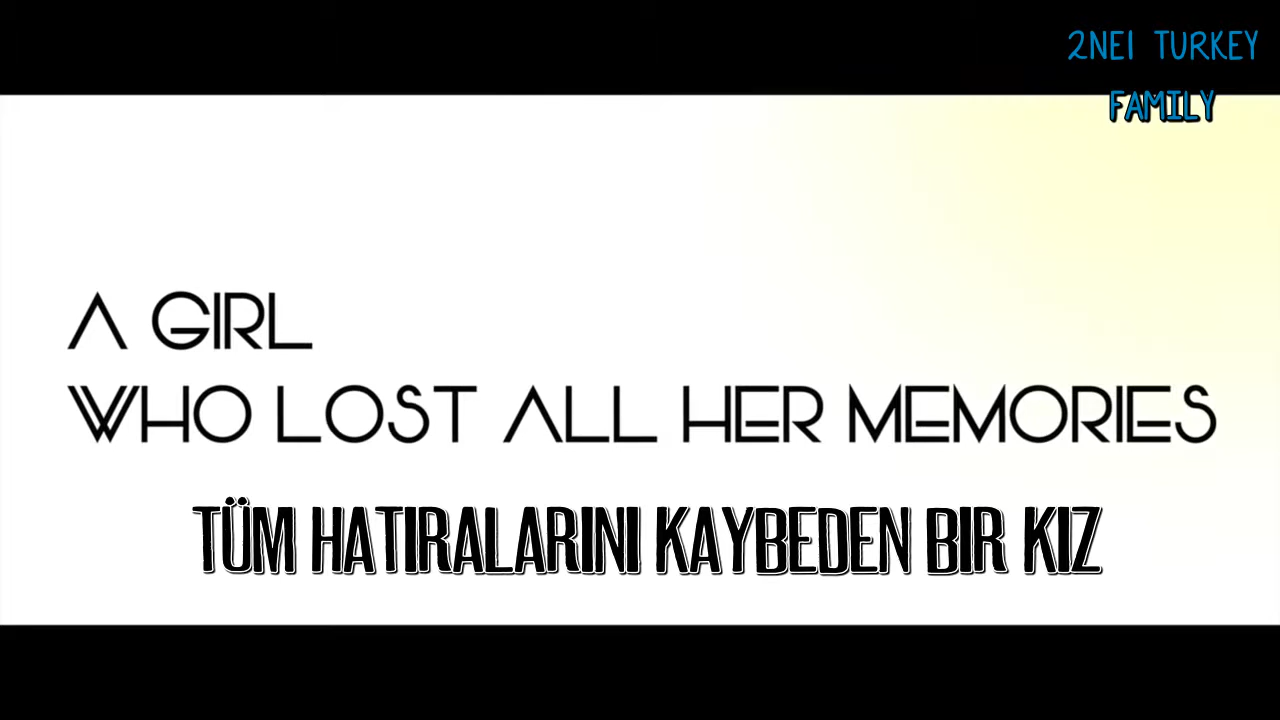 2NE1 TURKEY
FAMILY
A GIRL
WHO LOST ALL HER MEMORIES
TÜM HATIRALARINI KAYBEDEN BIR KIZ